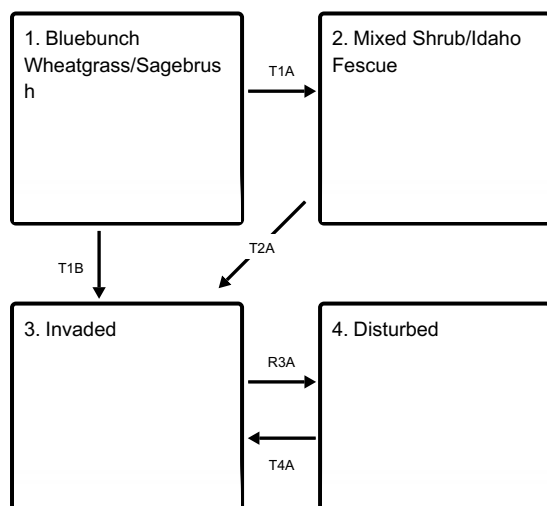 1. Bluebunch
Wheatgrass/Sagebrus
h
T1A
2. Mixed Shrub/Idaho
Fescue
T1B
T2A
3. Invaded
R3A
T4A
4. Disturbed